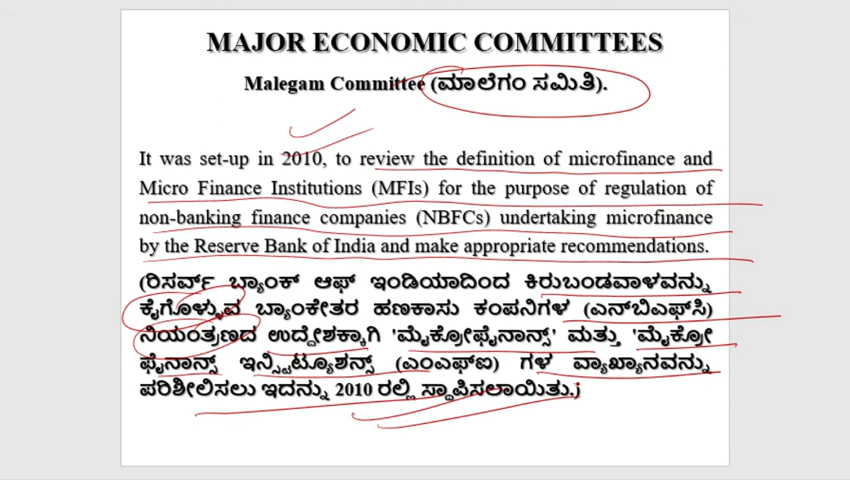 MAJOR ECONOMIC COMMITTEES
Malegam Committee (ಮಾಲೆಗಂ ಸಮಿತಿ).
It was set-up in 2010, to review the definition of microfinance and
Micro Finance Institutions (MFIs) for the purpose of regulation of
non-banking finance companies (NBFCs) undertaking microfinance
by the Reserve Bank of India and make appropriate recommendations.
(ರಿಸರ್ವ್ ಬ್ಯಾಂಕ್ ಆಫ್ ಇಂಡಿಯಾದಿಂದ ಕಿರುಬಂಡವಾಳವನ್ನು
ಕೈಗೊಳ್ಳುವ ಬ್ಯಾಂಕೇತರ ಹಣಕಾಸು ಕಂಪನಿಗಳ (ಎನ್‌ಬಿಎಫ್‌ಸಿ)
ನಿಯಂತ್ರಣದ ಉದ್ದೇಶಕ್ಕಾಗಿ 'ಮೈಕ್ರೋಫೈನಾನ್ಸ್' ಮತ್ತು 'ಮೈಕ್ರೋ
ಫೈನಾನ್ಸ್ ಇನ್ಸ್ಟಿಟ್ಯೂಶನ್ಸ್ (ಎಂಎಫ್‌ಐ) ಗಳ ವ್ಯಾಖ್ಯಾನವನ್ನು
ಪರಿಶೀಲಿಸಲು ಇದನ್ನು 2010 ರಲ್ಲಿ ಸ್ಥಾಪಿಸಲಾಯಿತು.)